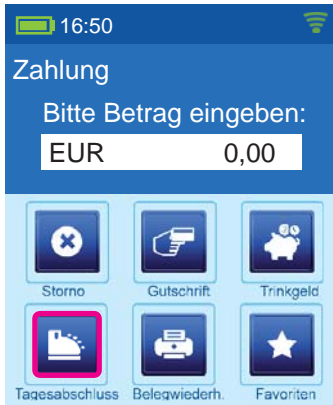 16:50
Zahlung
Bitte Betrag eingeben:
EUR 0,00
Storno Gutschrift Trinkgeld
Tagesabschluss Belegwiederh. Favoriten